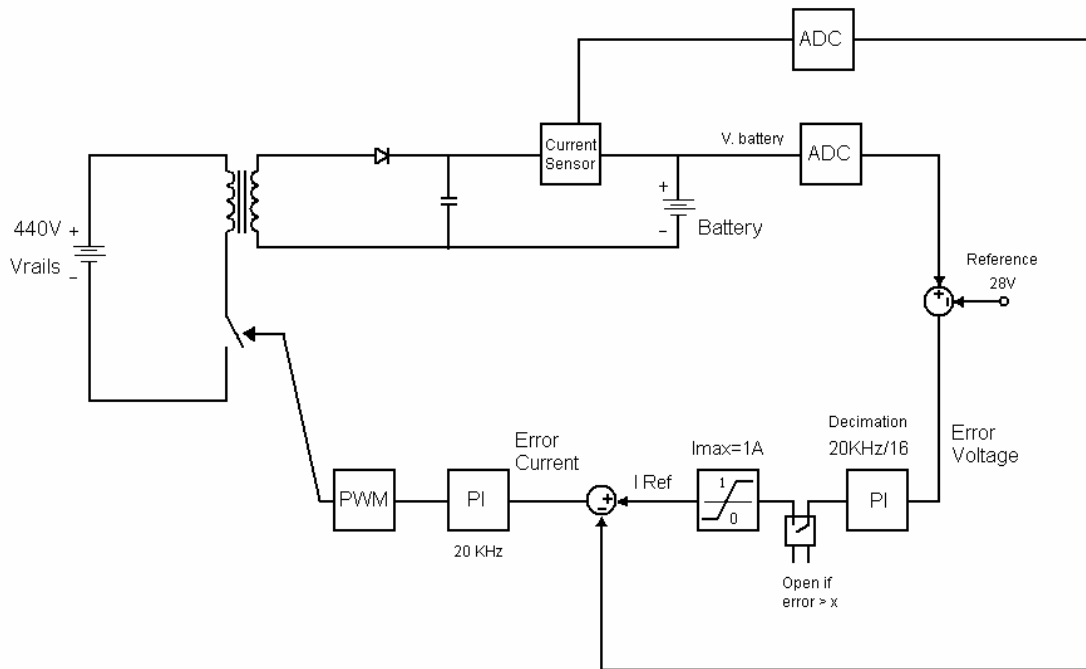 ADC
Current
Sensor
V. battery
ADC
440V
+
Vrails
−
+
−
Battery
Reference
28V
+
−
Decimation
20KHz/16
Error
Voltage
Error
Current
Imax=1A
I Ref
PWM
PI
+
−
1
0
PI
20 KHz
Open if
error > x